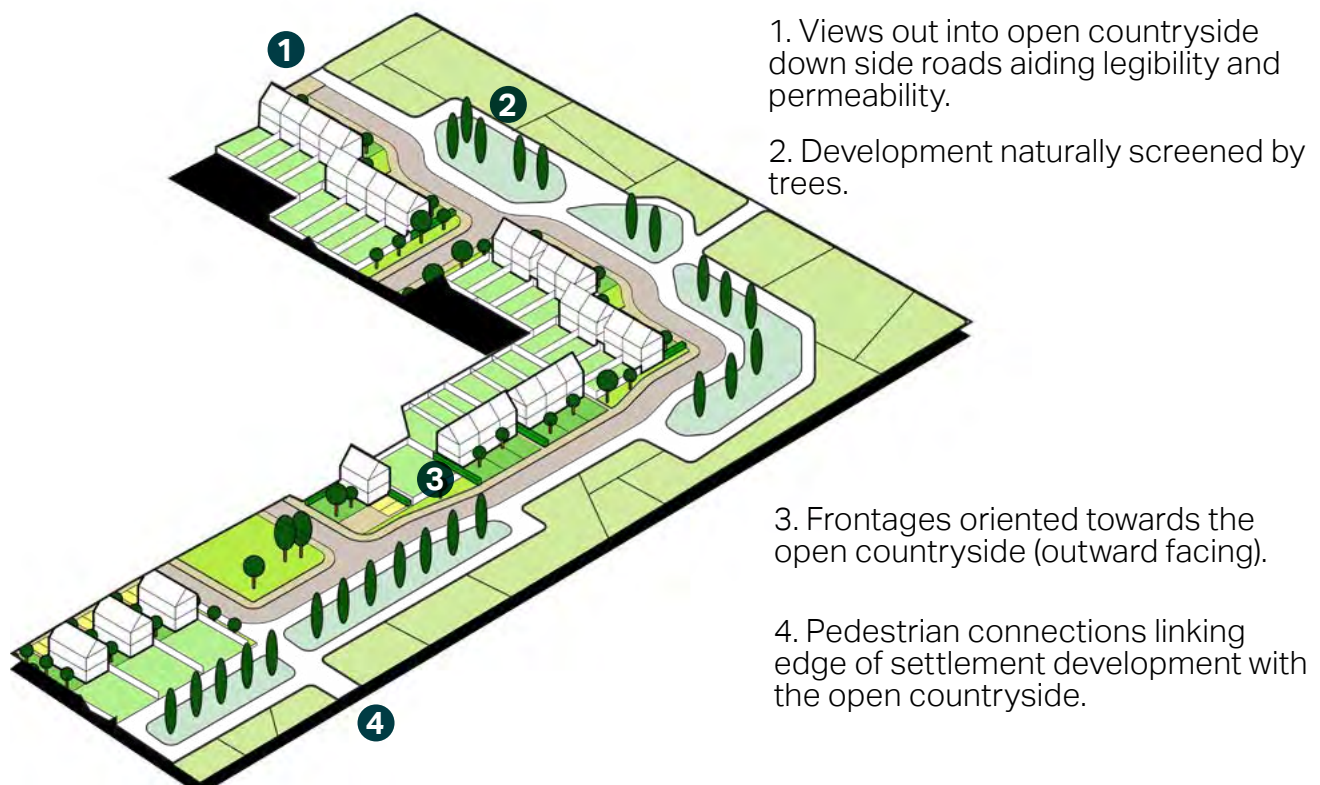 1
2
3
4
1. Views out into open countryside
down side roads aiding legibility and
permeability.
2. Development naturally screened by
trees.
3. Frontages oriented towards the
open countryside (outward facing).
4. Pedestrian connections linking
edge of settlement development with
the open countryside.